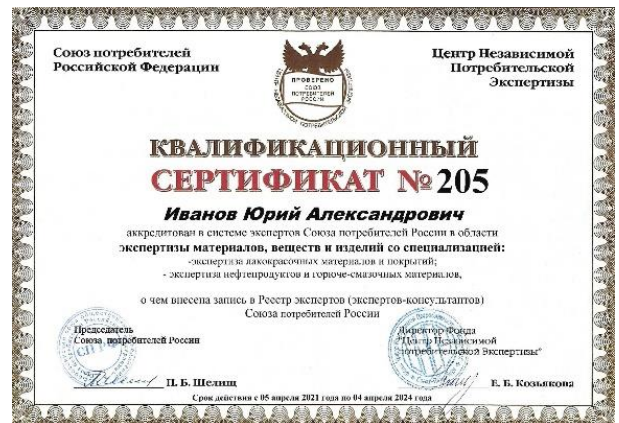 Союз потребителей
Российской Федерации
Центр Независимой
Потребительской
Экспертизы
ПРОВЕРЕНО
СОЮЗ
ПОТРЕБИТЕЛЕЙ
РОССИИ
КВАЛИФИКАЦИОННЫЙ
СЕРТИФИКАТ № 205
Иванов Юрий Александрович
аккредитован в системе экспертов Союза потребителей России в области
экспертизы материалов, веществ и изделий со специализацией:
-экспертиза лакокрасочных материалов и покрытий;
- экспертиза нефтепродуктов и горюче-смазочных материалов,
о чем внесена запись в Реестр экспертов (экспертов-консультантов)
Союза потребителей России
Председатель
Союза потребителей России
П. Б. Шелищ
Директор Фонда
"Центр Независимой
потребительской Экспертизы"
Е. Б. Козьякова
Срок действия с 05 апреля 2021 года по 04 апреля 2024 года